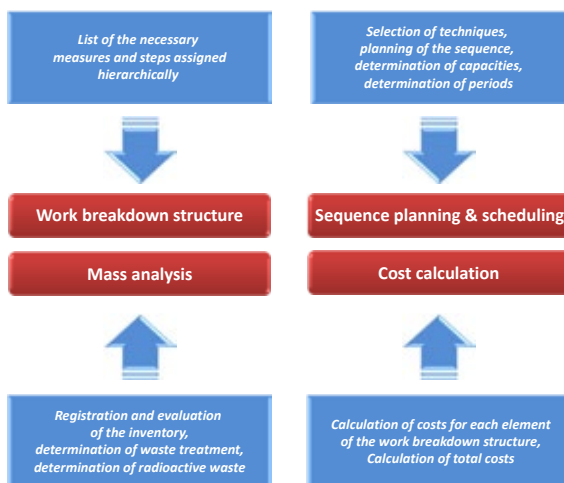 List of the necessary
measures and steps assigned
hierarchically
Selection of techniques,
planning of the sequence,
determination of capacities,
determination of periods
Work breakdown structure
Sequence planning & scheduling
Mass analysis
Cost calculation
Registration and evaluation
of the inventory,
determination of waste treatment,
determination of radioactive waste
Calculation of costs for each element
of the work breakdown structure,
Calculation of total costs